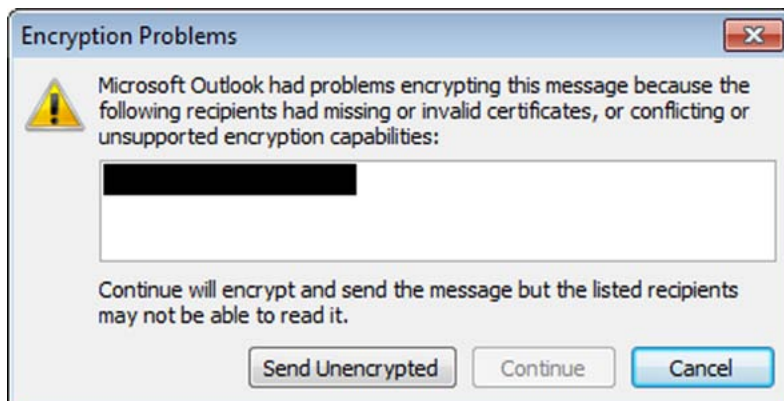 Encryption Problems
Microsoft Outlook had problems encrypting this message because the
following recipients had missing or invalid certificates, or conflicting or
unsupported encryption capabilities:
Continue will encrypt and send the message but the listed recipients
may not be able to read it.
Send Unencrypted Continue Cancel